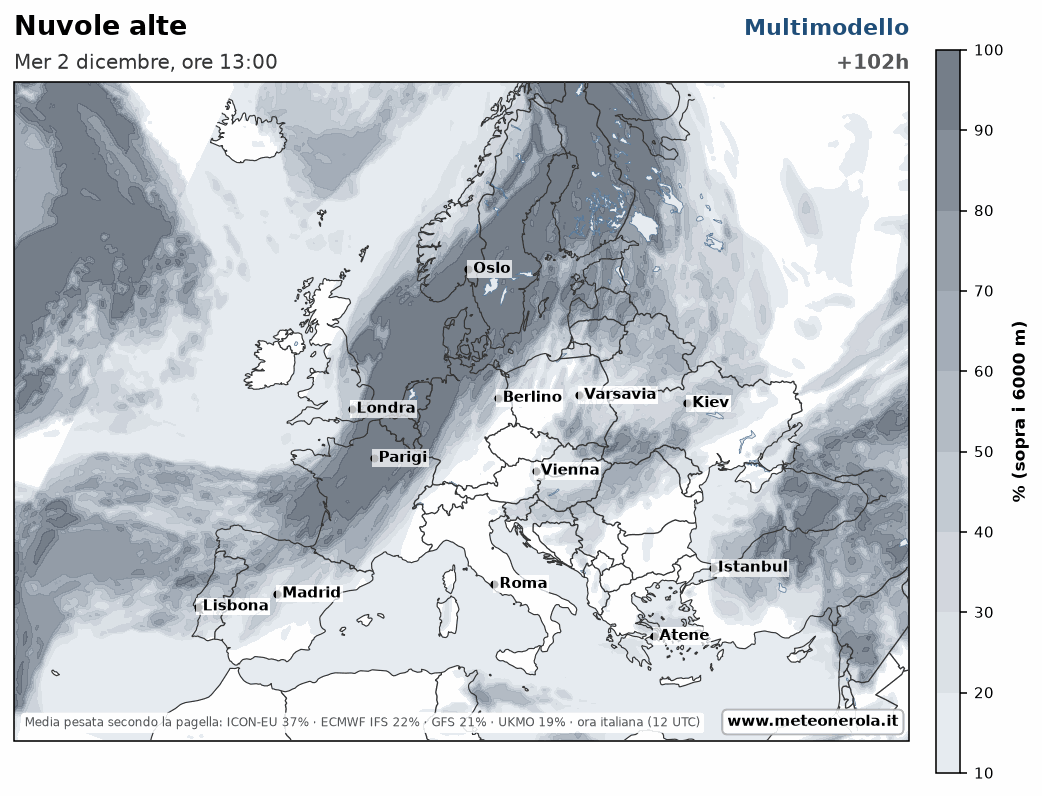 Nuvole alte
Multimodello
Mer 2 dicembre, ore 13:00
+102h
Oslo
Berlino
Varsavia
Kiev
Londra
Parigi
Vienna
Istanbul
Roma
Madrid
Lisbona
Atene
Media pesata secondo la pagella: ICON-EU 37% · ECMWF IFS 22% · GFS 21% · UKMO 19% · ora italiana (12 UTC)
www.meteonerola.it
100
90
80
70
60
50
40
30
20
10
% (sopra i 6000 m)